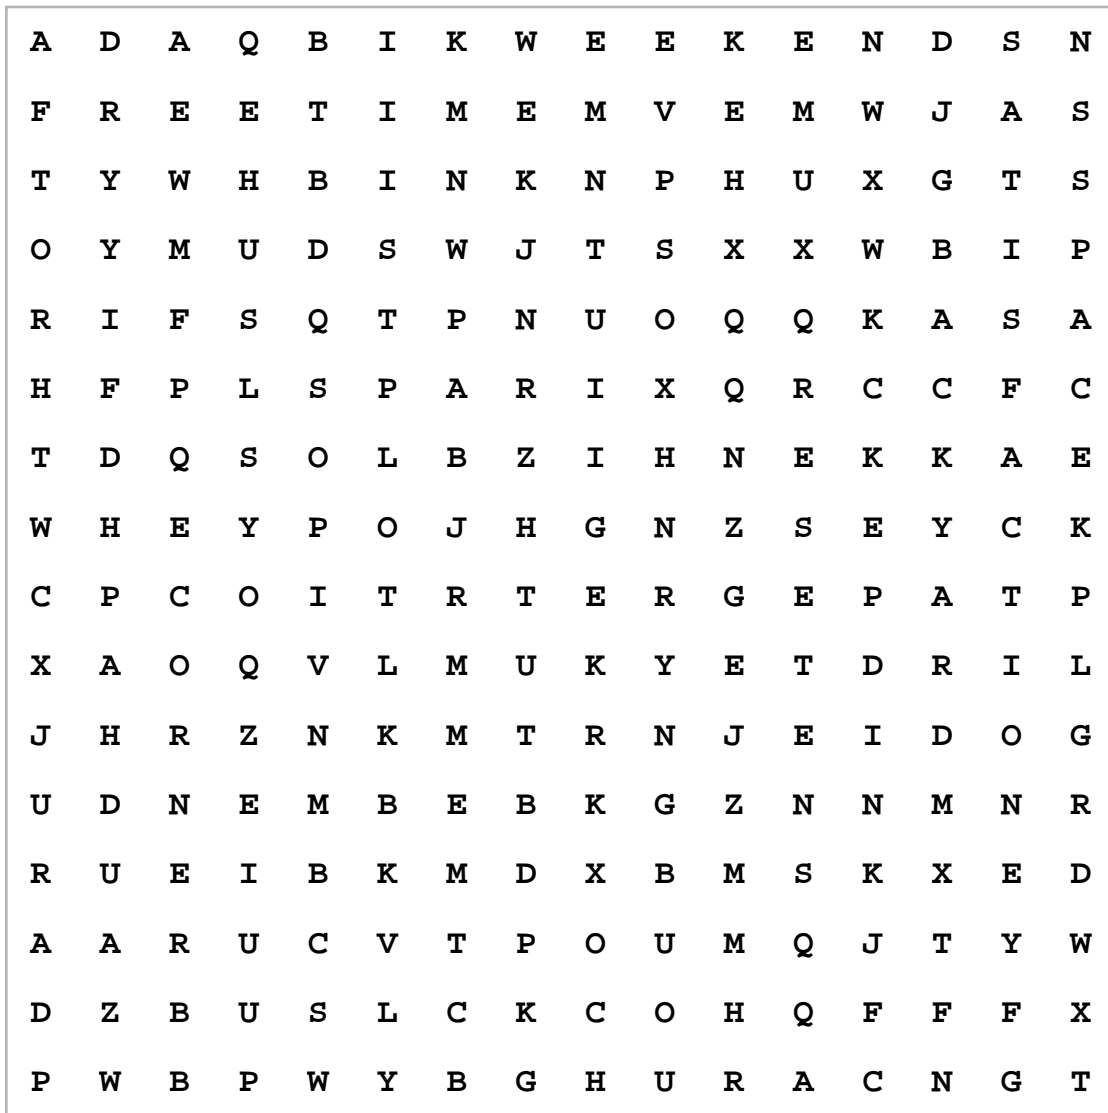 A D A Q B I K W E E K E N D S N
F R E E T I M E M V E M W J A S
T Y W H B I N K N P H U X G T S
O Y M U D S W J T S X X W B I P
R I F S Q T P N U O Q Q K A S A
H F P L S P A R I X Q R C C F C
T D Q S O L B Z I H N E K K A E
W H E Y P O J H G N Z S E Y C K
C P C O I T R T E R G E P A T P
X A O Q V L M U K Y E T D R I L
J H R Z N K M T R N J E I D O G
U D N E M B E B K G Z N N M N R
R U E I B K M D X B M S K X E D
A A R U C V T P O U M Q J T Y W
D Z B U S L C K C O H Q F F F X
P W B P W Y B G H U R A C N G T